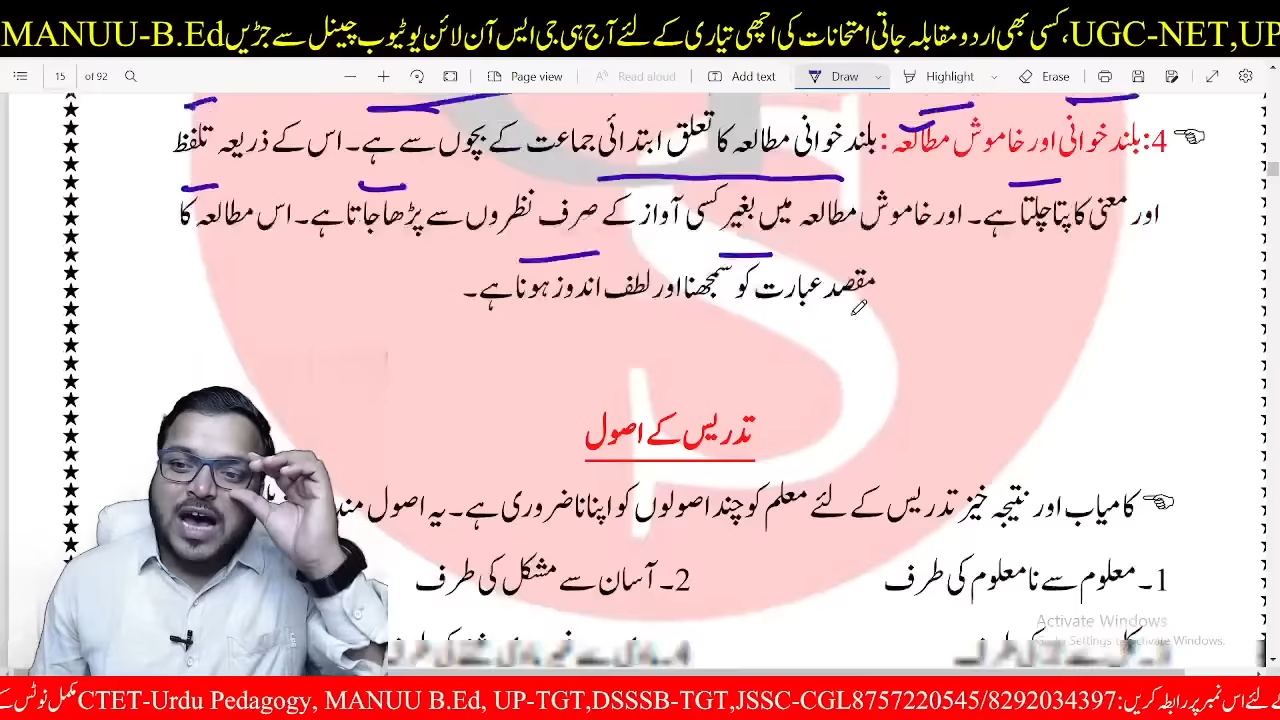 UGC-NET,UP، کسی بھی اردو مقابلہ جاتی امتحانات کی اچھی تیاری کے لئے آج ہی جی ایس آن لائن یوٹیوب چینل سے جڑیں MANUU-B.Ed
15 of 92 Page view Read aloud Add text Draw Highlight Erase
4: بلند خوانی اور خاموش مطالعہ: بلند خوانی مطالعہ کا تعلق ابتدائی جماعت کے بچوں سے ہے۔ اس کے ذریعہ تلفظ
اور معنی کا پتا چلتا ہے۔ اور خاموش مطالعہ میں بغیر کسی آواز کے صرف نظروں سے پڑھا جاتا ہے۔ اس مطالعہ کا
مقصد عبارت کو سمجھنا اور لطف اندوز ہونا ہے۔
تدریس کے اصول
کامیاب اور نتیجہ خیز تدریس کے لئے معلم کو چند اصولوں کو اپنانا ضروری ہے۔ یہ اصول
1۔ معلوم سے نامعلوم کی طرف 2۔ آسان سے مشکل کی طرف
Activate Windows
کے لئے اس نمبر پر رابطہ کریں: 8757220545/8292034397 CTET-Urdu Pedagogy, MANUU B.Ed, UP-TGT,DSSSB-TGT,JSSC-CGL مکمل نوٹس کے